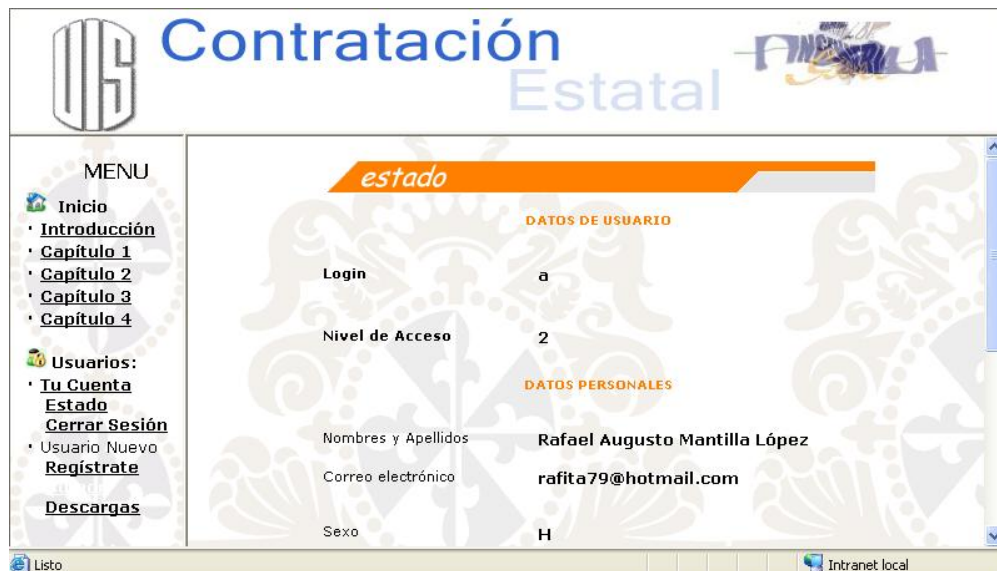 UIS
Contratación
Estatal
MENU
Inicio
· Introducción
· Capítulo 1
· Capítulo 2
· Capítulo 3
· Capítulo 4
Usuarios:
· Tu Cuenta
Estado
Cerrar Sesión
· Usuario Nuevo
Regístrate
Descargas
estado
DATOS DE USUARIO
Login a
Nivel de Acceso 2
DATOS PERSONALES
Nombres y Apellidos Rafael Augusto Mantilla López
Correo electrónico rafita79@hotmail.com
Sexo H
Listo
Intranet local